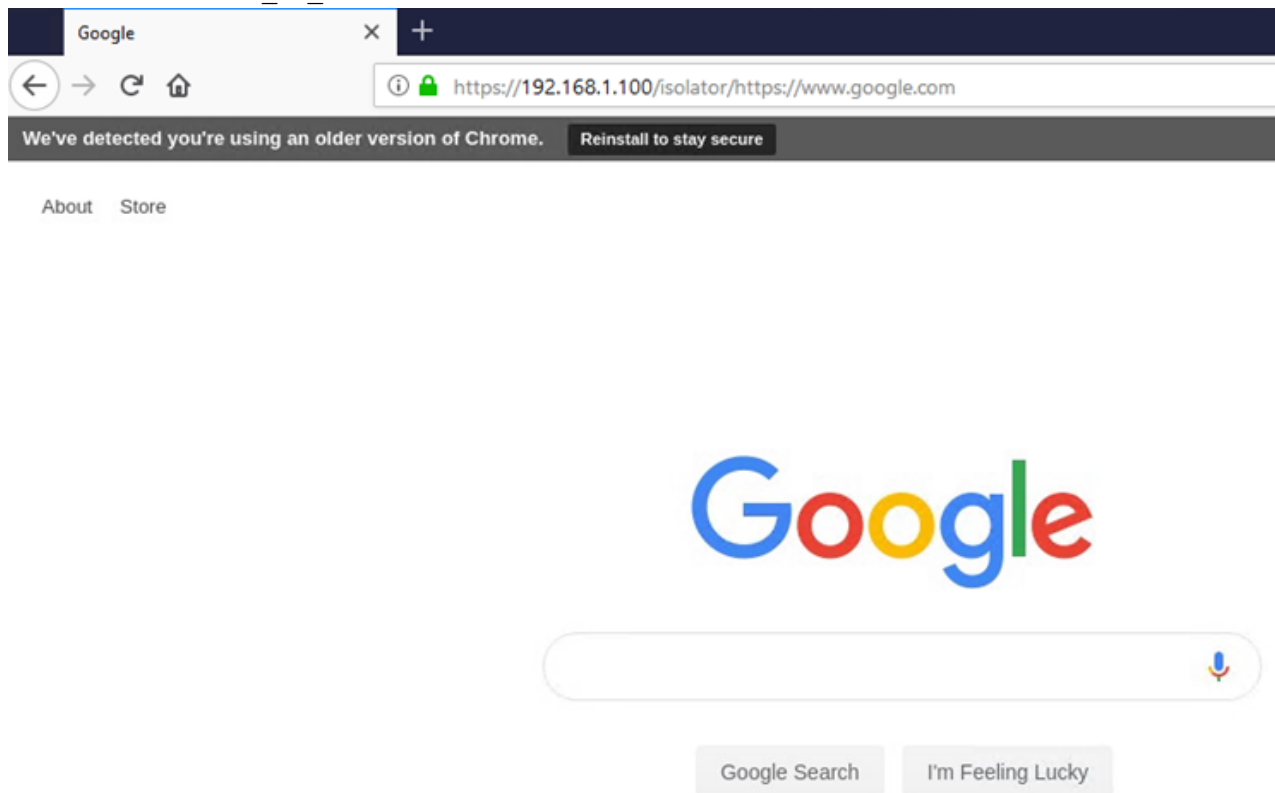 Google
https://192.168.1.100/isolator/https://www.google.com
We've detected you're using an older version of Chrome. Reinstall to stay secure
About Store
Google
Google Search I'm Feeling Lucky